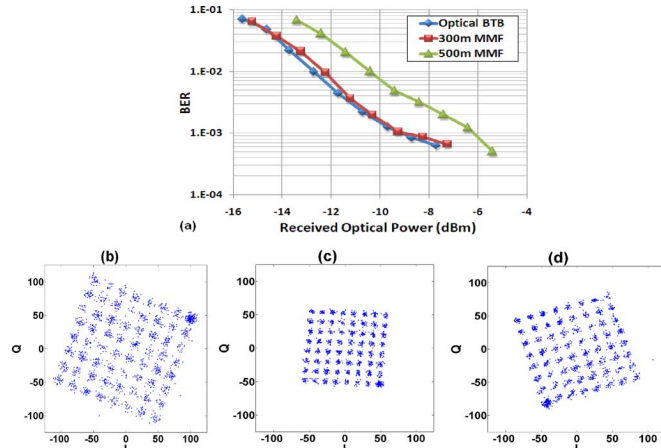 1.E-01
1.E-02
1.E-03
1.E-04
BER
Optical BTB
300m MMF
500m MMF
-16 -14 -12 -10 -8 -6 -4
Received Optical Power (dBm)
(a)
(b)
100
50
0
-50
-100
Q
-100 -50 0 50 100
(c)
100
50
0
-50
-100
Q
-100 -50 0 50 100
(d)
100
50
0
-50
-100
Q
-100 -50 0 50 100